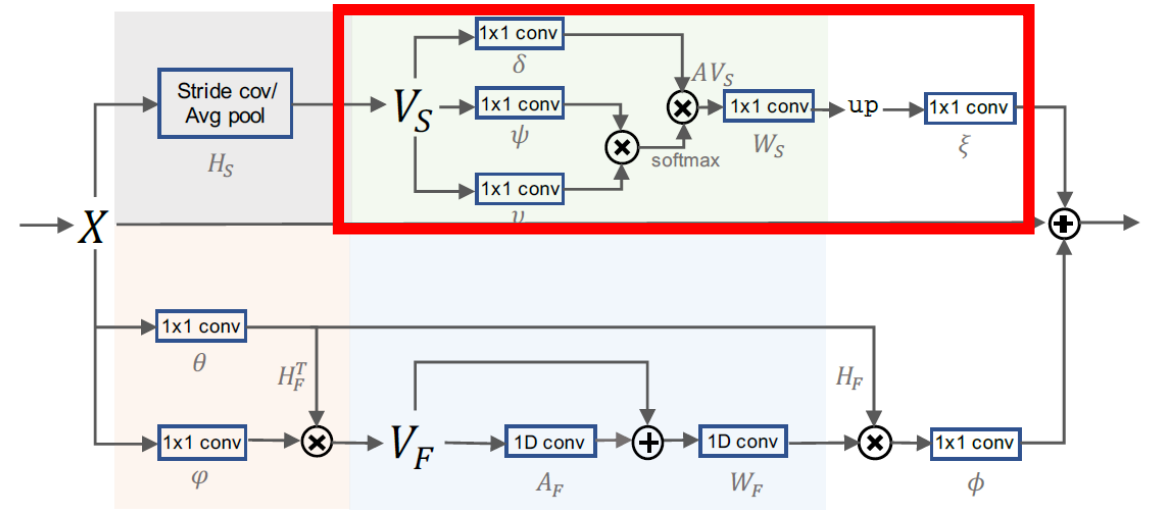 Stride cov/
Avg pool
H_S
V_S
1x1 conv
δ
1x1 conv
ψ
1x1 conv
υ
softmax
AV_S
1x1 conv
W_S
up
1x1 conv
ξ
X
1x1 conv
θ
H_F^T
H_F
1x1 conv
φ
V_F
1D conv
A_F
1D conv
W_F
1x1 conv
ϕ